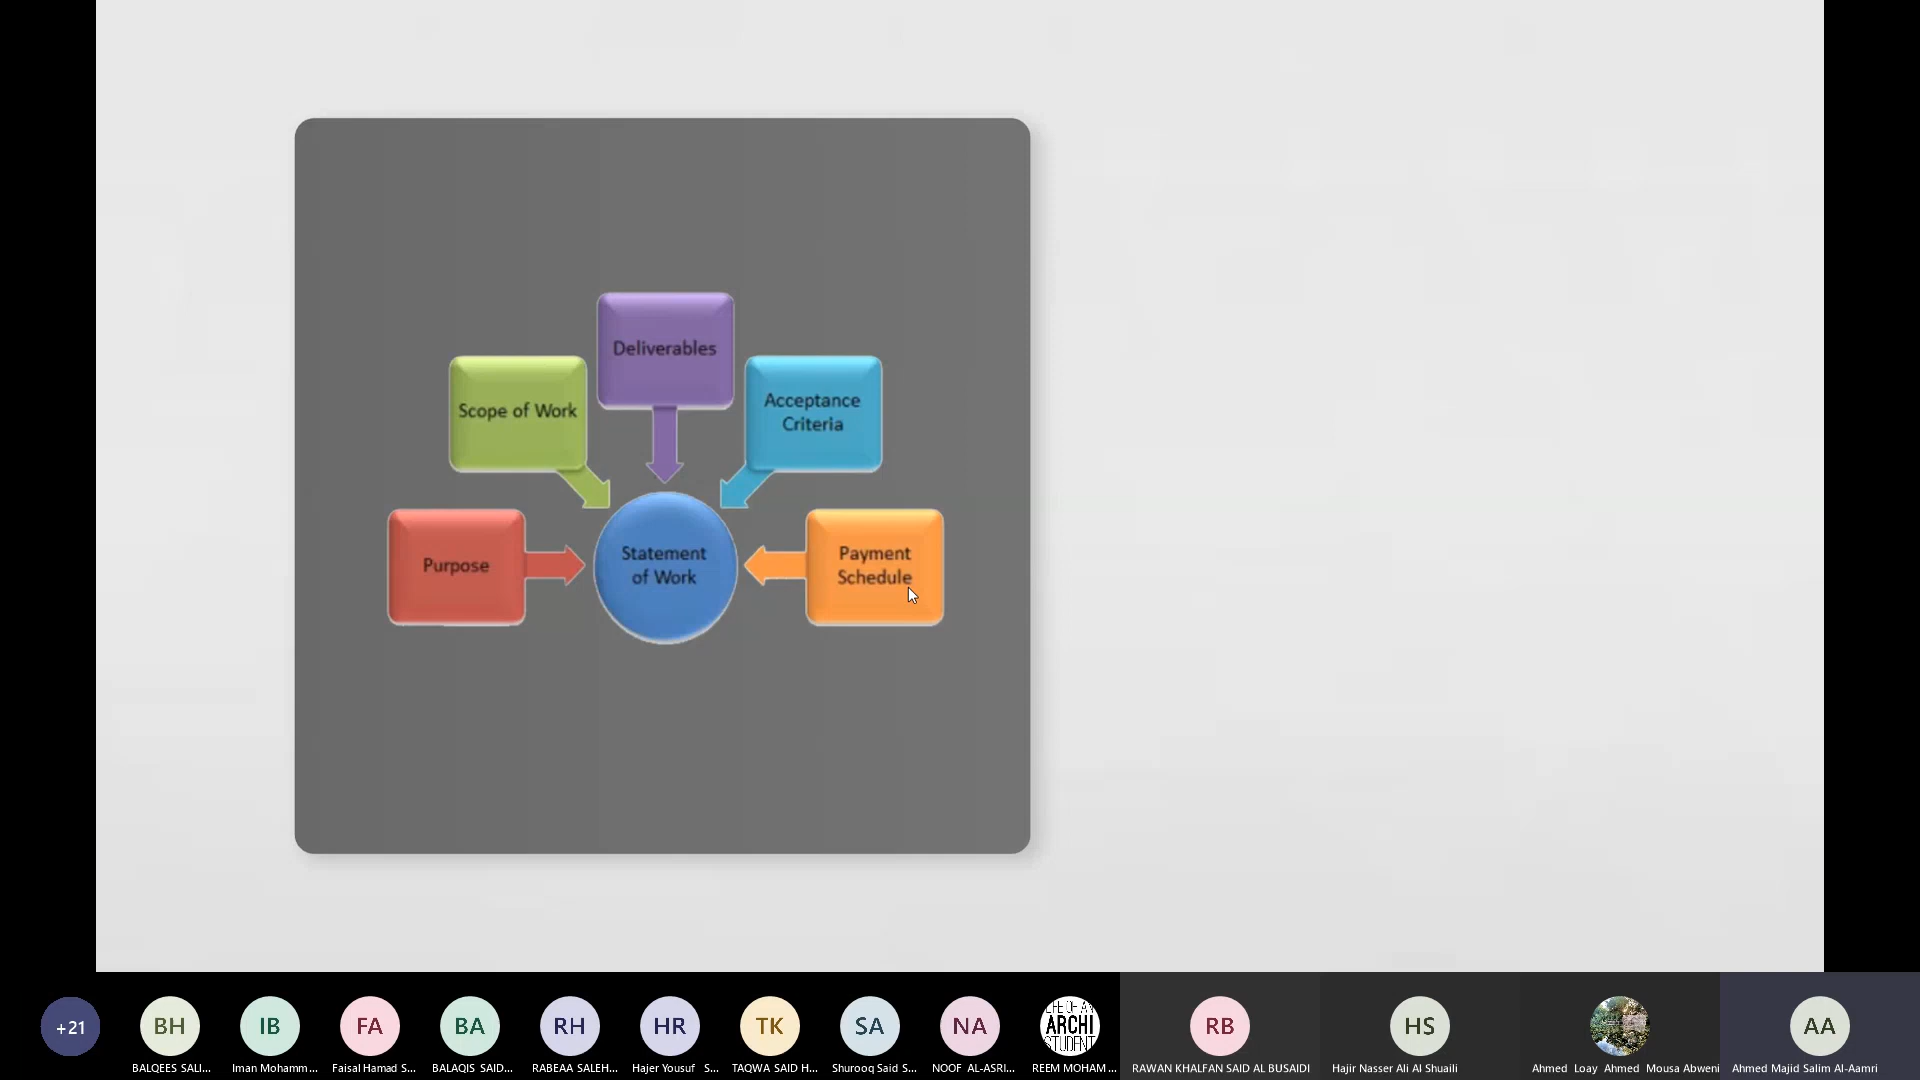 Deliverables
Scope of Work
Acceptance
Criteria
Purpose
Statement
of Work
Payment
Schedule
+21
BH
IB
FA
BA
RH
HR
TK
SA
NA
ARCHI
STUDENT
RB
HS
AA
BALQEES SALI...
Iman Mohamm...
Faisal Hamad S...
BALAQIS SAID...
RABEAA SALEH...
Hajer Yousuf S...
TAQWA SAID H...
Shurooq Said S...
NOOF AL-ASRI...
REEM MOHAM...
RAWAN KHALFAN SAID AL BUSAIDI
Hajir Nasser Ali Al Shuaili
Ahmed Loay Ahmed Mousa Abweni
Ahmed Majid Salim Al-Aamri